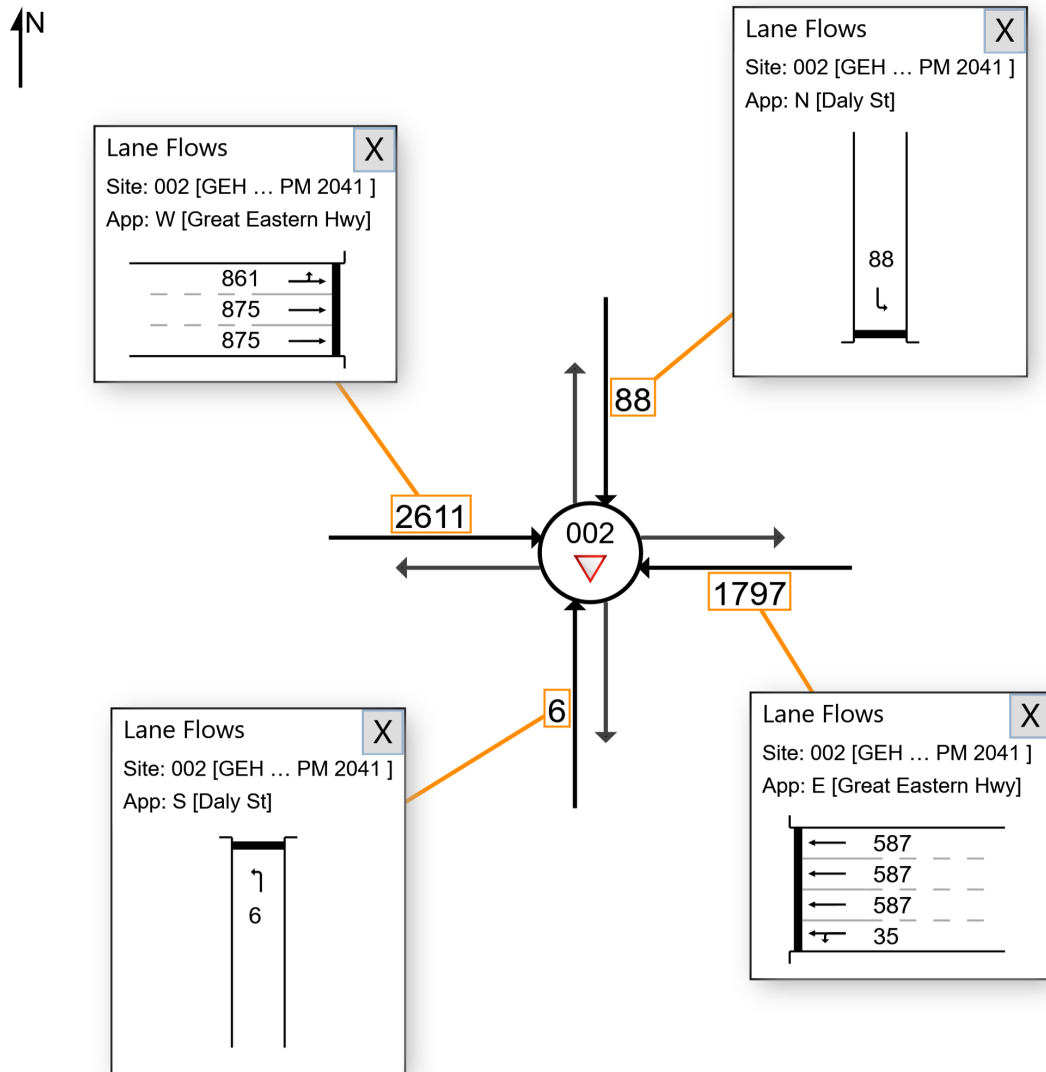 N
Lane Flows X
Site: 002 [GEH … PM 2041 ]
App: N [Daly St]
88
Lane Flows X
Site: 002 [GEH … PM 2041 ]
App: W [Great Eastern Hwy]
861
875
875
88
2611
002
1797
6
Lane Flows X
Site: 002 [GEH … PM 2041 ]
App: S [Daly St]
6
Lane Flows X
Site: 002 [GEH … PM 2041 ]
App: E [Great Eastern Hwy]
587
587
587
35